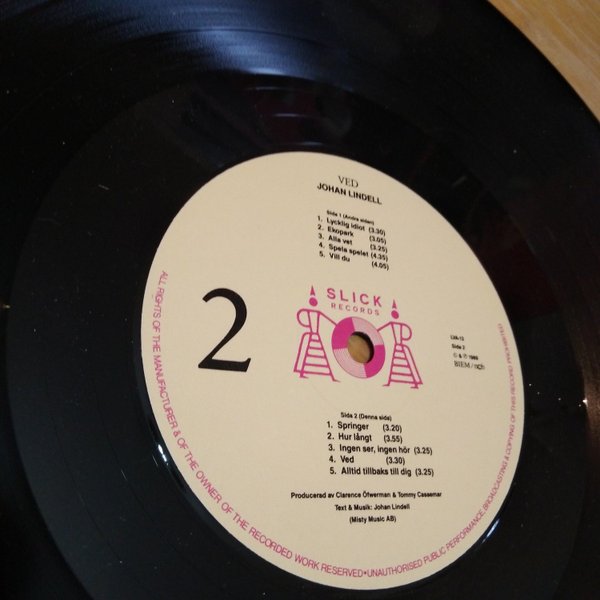 VED
JOHAN LINDELL
Side 1 (Andra sidan)
1. Lycklig idiot (3.30)
2. Ekopark (3.05)
3. Alla vet (3.25)
4. Spela spelet (4.35)
5. Vill du (4.05)
SLICK
RECORDS
2
Side 2
© & ℗ 1989
BIEM / ncb
Side 2 (Denna sida)
1. Springer (3.20)
2. Hur långt (3.55)
3. Ingen ser, ingen hör (3.25)
4. Ved (3.30)
5. Alltid tillbaks till dig (3.25)
Producerad av Clarence Öfwerman & Tommy Cassemar
Text & Musik: Johan Lindell
(Misty Music AB)
ALL RIGHTS OF THE MANUFACTURER & OF THE OWNER OF THE RECORDED WORK RESERVED•UNAUTHORISED PUBLIC PERFORMANCE, BROADCASTING & COPYING OF THIS RECORD PROHIBITED